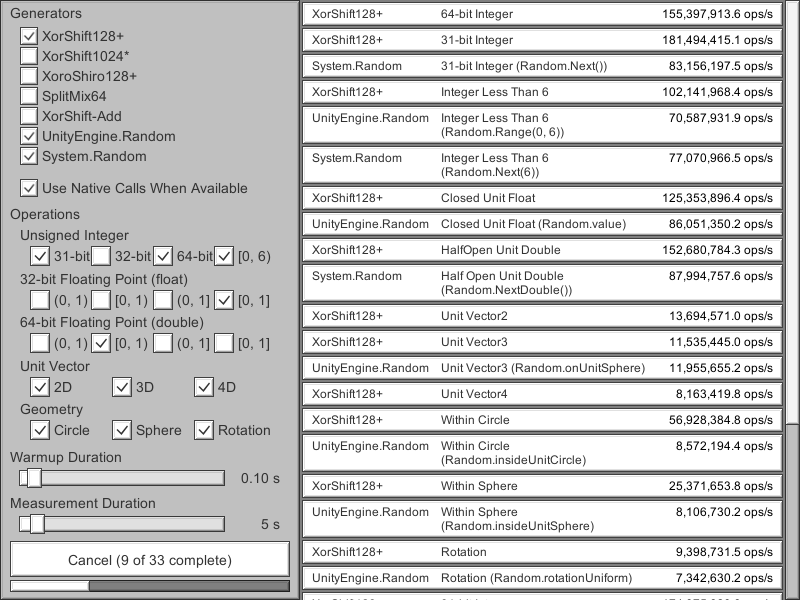 Generators
XorShift128+
XorShift1024*
XoroShiro128+
SplitMix64
XorShift-Add
UnityEngine.Random
System.Random
Use Native Calls When Available
Operations
Unsigned Integer
31-bit 32-bit 64-bit [0, 6)
32-bit Floating Point (float)
(0, 1) [0, 1) (0, 1] [0, 1]
64-bit Floating Point (double)
(0, 1) [0, 1) (0, 1] [0, 1]
Unit Vector
2D 3D 4D
Geometry
Circle Sphere Rotation
Warmup Duration
0.10 s
Measurement Duration
5 s
Cancel (9 of 33 complete)
XorShift128+ 64-bit Integer 155,397,913.6 ops/s
XorShift128+ 31-bit Integer 181,494,415.1 ops/s
System.Random 31-bit Integer (Random.Next()) 83,156,197.5 ops/s
XorShift128+ Integer Less Than 6 102,141,968.4 ops/s
UnityEngine.Random Integer Less Than 6 70,587,931.9 ops/s
(Random.Range(0, 6))
System.Random Integer Less Than 6 77,070,966.5 ops/s
(Random.Next(6))
XorShift128+ Closed Unit Float 125,353,896.4 ops/s
UnityEngine.Random Closed Unit Float (Random.value) 86,051,350.2 ops/s
XorShift128+ HalfOpen Unit Double 152,680,784.3 ops/s
System.Random Half Open Unit Double 87,994,757.6 ops/s
(Random.NextDouble())
XorShift128+ Unit Vector2 13,694,571.0 ops/s
XorShift128+ Unit Vector3 11,535,445.0 ops/s
UnityEngine.Random Unit Vector3 (Random.onUnitSphere) 11,955,655.2 ops/s
XorShift128+ Unit Vector4 8,163,419.8 ops/s
XorShift128+ Within Circle 56,928,384.8 ops/s
UnityEngine.Random Within Circle 8,572,194.4 ops/s
(Random.insideUnitCircle)
XorShift128+ Within Sphere 25,371,653.8 ops/s
UnityEngine.Random Within Sphere 8,106,730.2 ops/s
(Random.insideUnitSphere)
XorShift128+ Rotation 9,398,731.5 ops/s
UnityEngine.Random Rotation (Random.rotationUniform) 7,342,630.2 ops/s